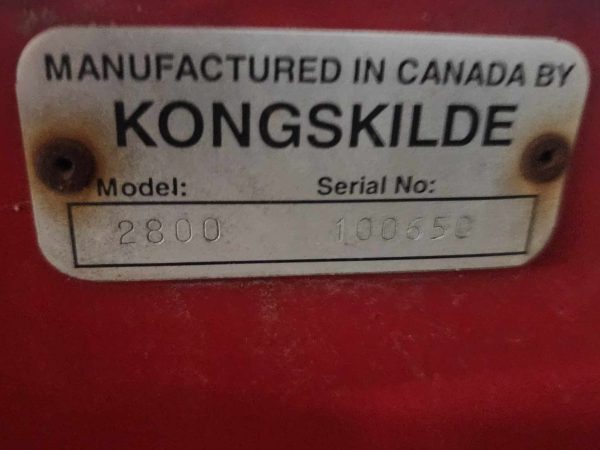 MANUFACTURED IN CANADA BY
KONGSKILDE
Model: Serial No:
2800 100650